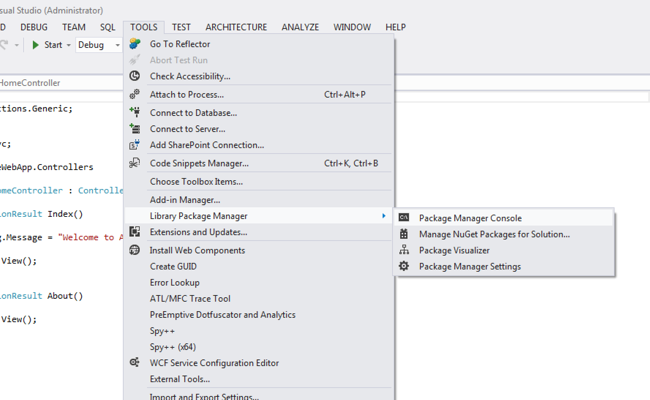 sual Studio (Administrator)
D DEBUG TEAM SQL TOOLS TEST ARCHITECTURE ANALYZE WINDOW HELP
Start Debug
HomeController
ctions.Generic;
vc;
eWebApp.Controllers
omeController : Controlle
ionResult Index()
g.Message = "Welcome to A
View();
ionResult About()
View();
Go To Reflector
Abort Test Run
Check Accessibility...
Attach to Process... Ctrl+Alt+P
Connect to Database...
Connect to Server...
Add SharePoint Connection...
Code Snippets Manager... Ctrl+K, Ctrl+B
Choose Toolbox Items...
Add-in Manager...
Library Package Manager
Extensions and Updates...
Install Web Components
Create GUID
Error Lookup
ATL/MFC Trace Tool
PreEmptive Dotfuscator and Analytics
Spy++
Spy++ (x64)
WCF Service Configuration Editor
External Tools...
Import and Export Settings...
Package Manager Console
Manage NuGet Packages for Solution...
Package Visualizer
Package Manager Settings